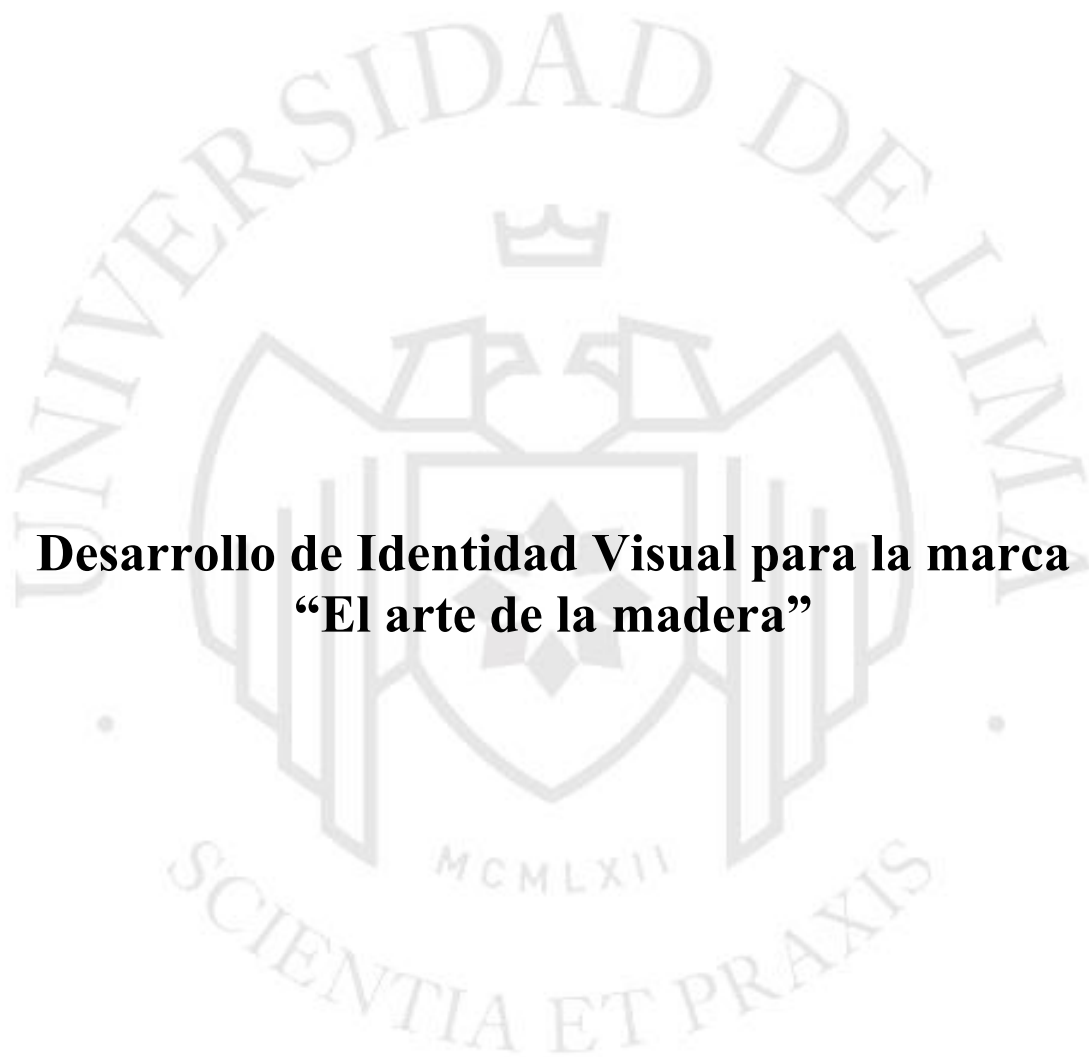 UNIVERSIDAD DE LIMA
Desarrollo de Identidad Visual para la marca
“El arte de la madera”
MCMLXII
SCIENTIA ET PRAXIS